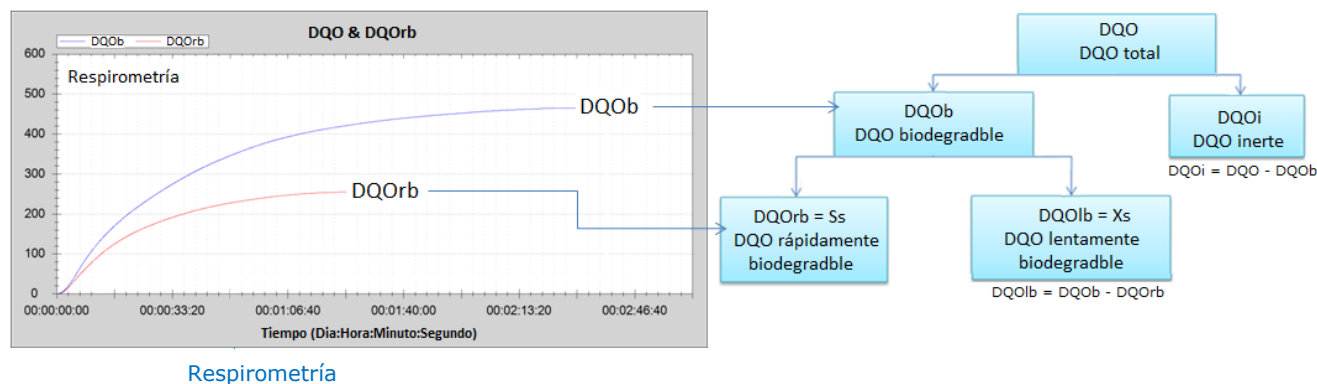 DQO & DQOrb
DQOb DQOrb
600
500
400
300
200
100
0
Respirometría
DQOb
DQOrb
00:00:00:00 00:00:33:20 00:01:06:40 00:01:40:00 00:02:13:20 00:02:46:40
Tiempo (Dia:Hora:Minuto:Segundo)
Respirometría
DQO
DQO total
DQOb
DQO biodegradble
DQOi
DQO inerte
DQOi = DQO - DQOb
DQOrb = Ss
DQO rápidamente
biodegradble
DQOlb = Xs
DQO lentamente
biodegradble
DQOlb = DQOb - DQOrb